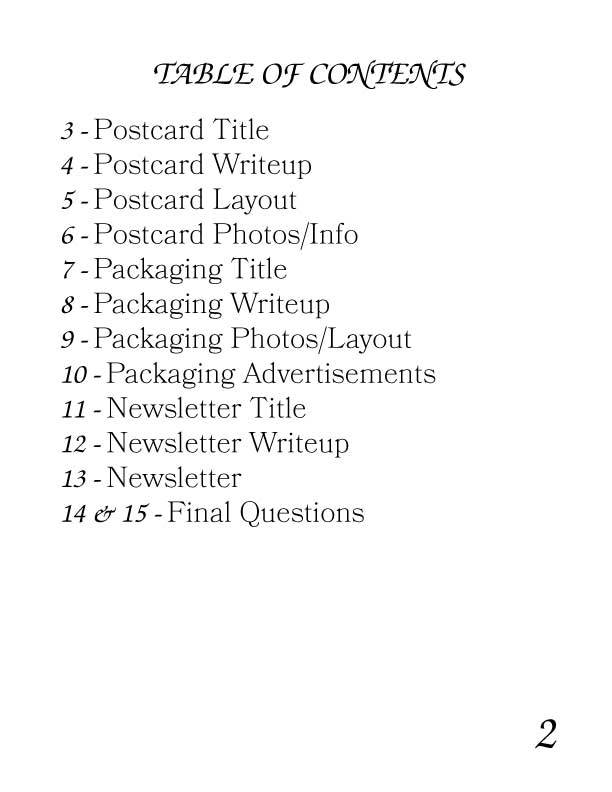 TABLE OF CONTENTS
3 - Postcard Title
4 - Postcard Writeup
5 - Postcard Layout
6 - Postcard Photos/Info
7 - Packaging Title
8 - Packaging Writeup
9 - Packaging Photos/Layout
10 - Packaging Advertisements
11 - Newsletter Title
12 - Newsletter Writeup
13 - Newsletter
14 & 15 - Final Questions
2